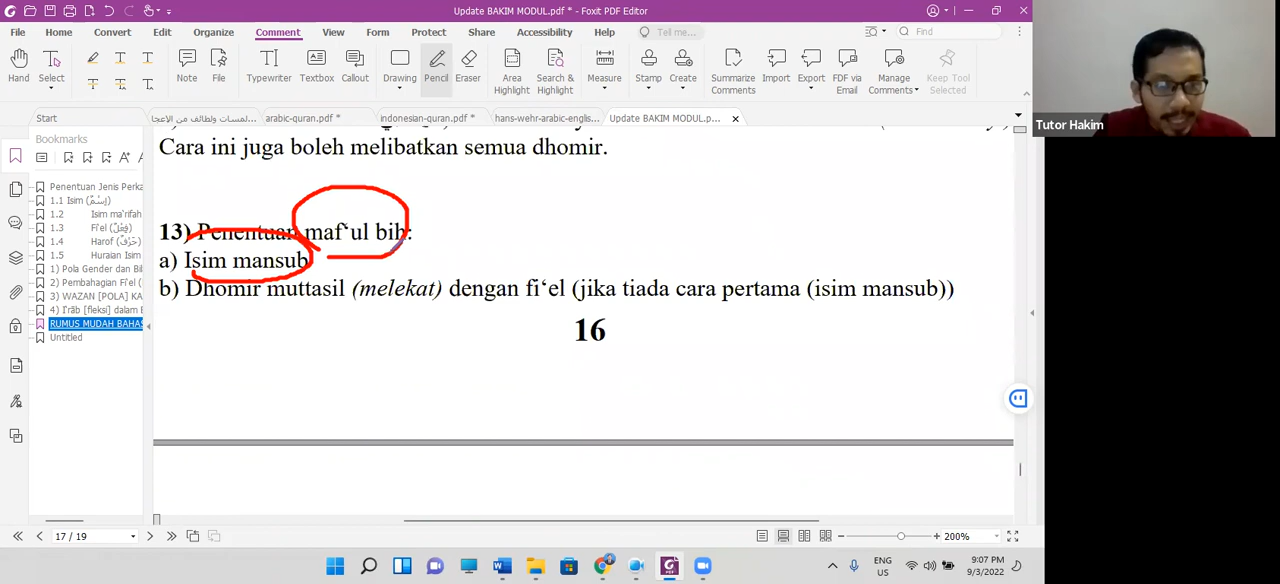 Update BAKIM MODUL.pdf * - Foxit PDF Editor
File Home Convert Edit Organize Comment View Form Protect Share Accessibility Help Tell me... Find
Hand Select Note File Typewriter Textbox Callout Drawing Pencil Eraser Area Highlight Search & Highlight Measure Stamp Create Summarize Comments Import Export FDF via Email Manage Comments Keep Tool Selected
Start arabic-quran.pdf * indonesian-quran.pdf * hans-wehr-arabic-englis... Update BAKIM MODUL.p...
Bookmarks
Penentuan Jenis Perka
1.1 Isim (إِسْمٌ)
1.2 Isim ma'rifah
1.3 Fi'el (فِعْلٌ)
1.4 Harof (حَرْفٌ)
1.5 Huraian Isim
1) Pola Gender dan Bil
2) Pembahagian Fi'el (
3) WAZAN [POLA] KA
4) I'rāb [fleksi] dalam B
RUMUS MUDAH BAHAS
Untitled
Cara ini juga boleh melibatkan semua dhomir.
13) Penentuan maf‘ul bih:
a) Isim mansub
b) Dhomir muttasil (melekat) dengan fi‘el (jika tiada cara pertama (isim mansub))
16
Tutor Hakim
17 / 19
200%
ENG
US
9:07 PM
9/3/2022